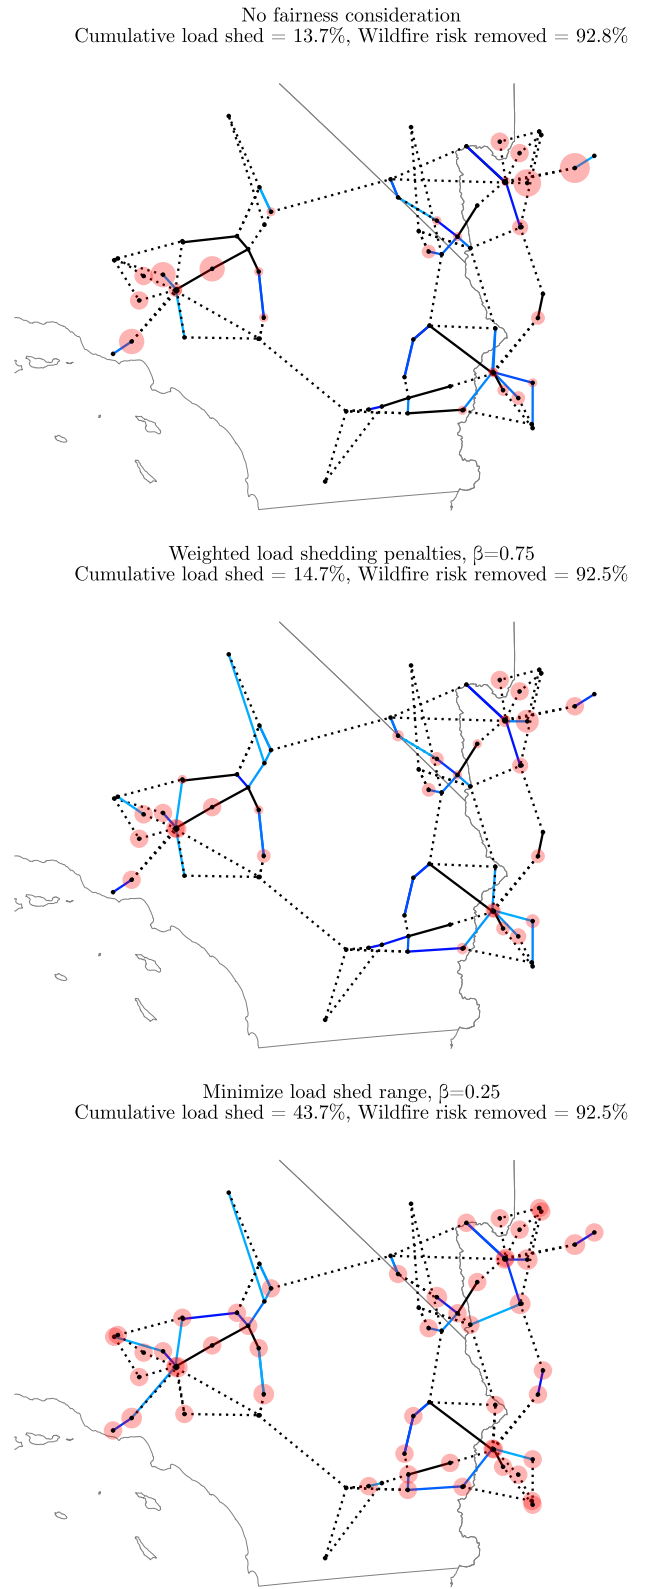 No fairness consideration
Cumulative load shed = 13.7%, Wildfire risk removed = 92.8%
Weighted load shedding penalties, β=0.75
Cumulative load shed = 14.7%, Wildfire risk removed = 92.5%
Minimize load shed range, β=0.25
Cumulative load shed = 43.7%, Wildfire risk removed = 92.5%